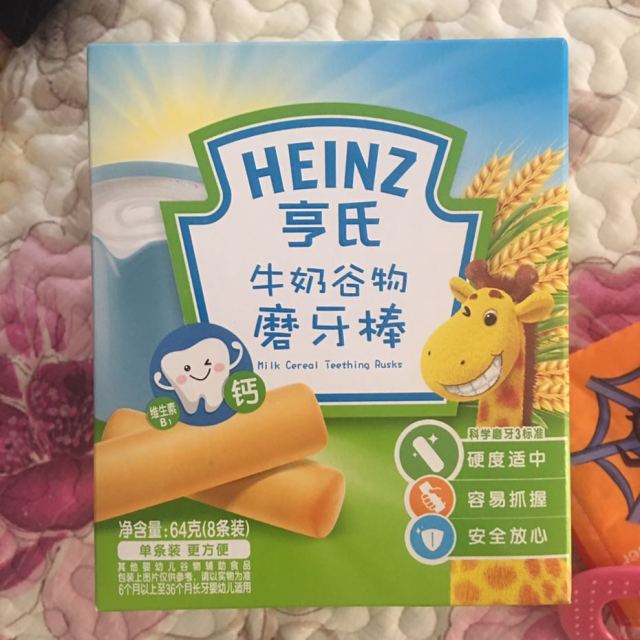 HEINZ
亨氏
牛奶谷物
磨牙棒
Milk Cereal Teething Rusks
维生素
B1
钙
科学磨牙3标准
硬度适中
容易抓握
安全放心
净含量:64克(8条装)
单条装 更方便
其他婴幼儿谷物辅助食品
包装上图片仅供参考，请以实物为准
6个月以上至36个月长牙婴幼儿适用